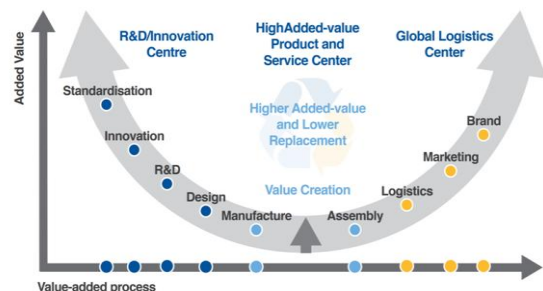 Added Value
R&D/Innovation
Centre
HighAdded-value
Product and
Service Center
Global Logistics
Center
Standardisation
Innovation
R&D
Design
Manufacture
Higher Added-value
and Lower
Replacement
Value Creation
Assembly
Logistics
Marketing
Brand
Value-added process